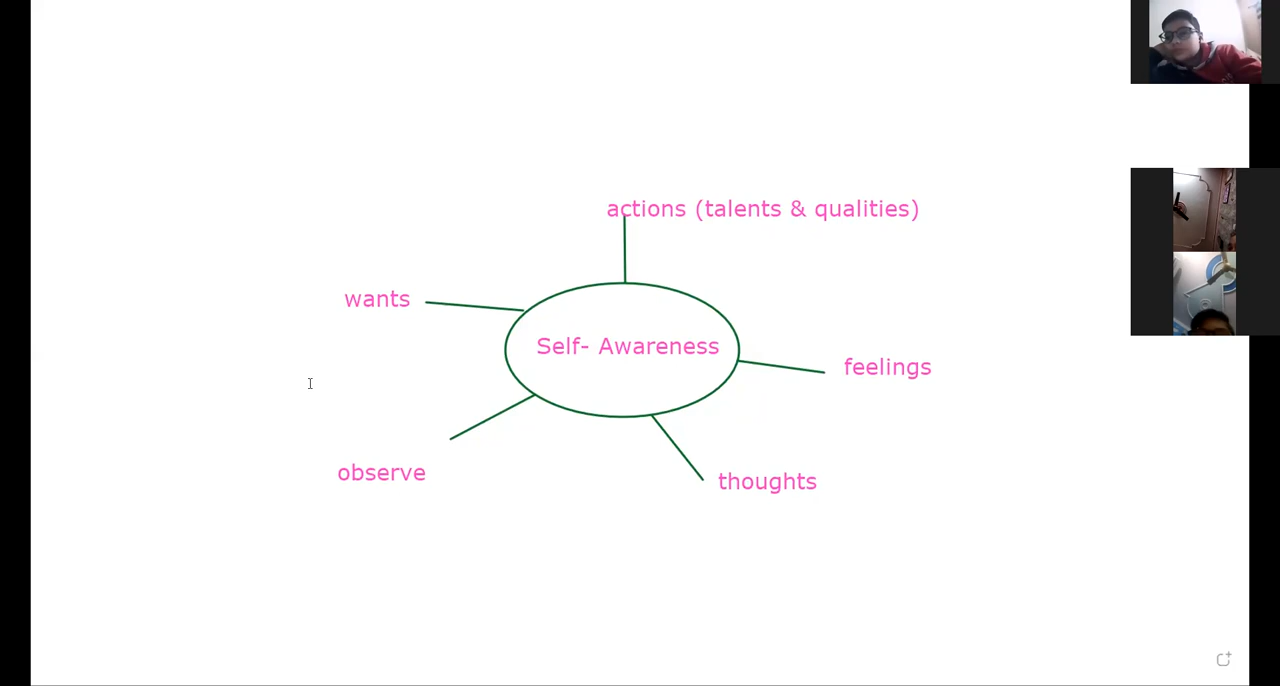 actions (talents & qualities)
wants
Self- Awareness
feelings
observe
thoughts